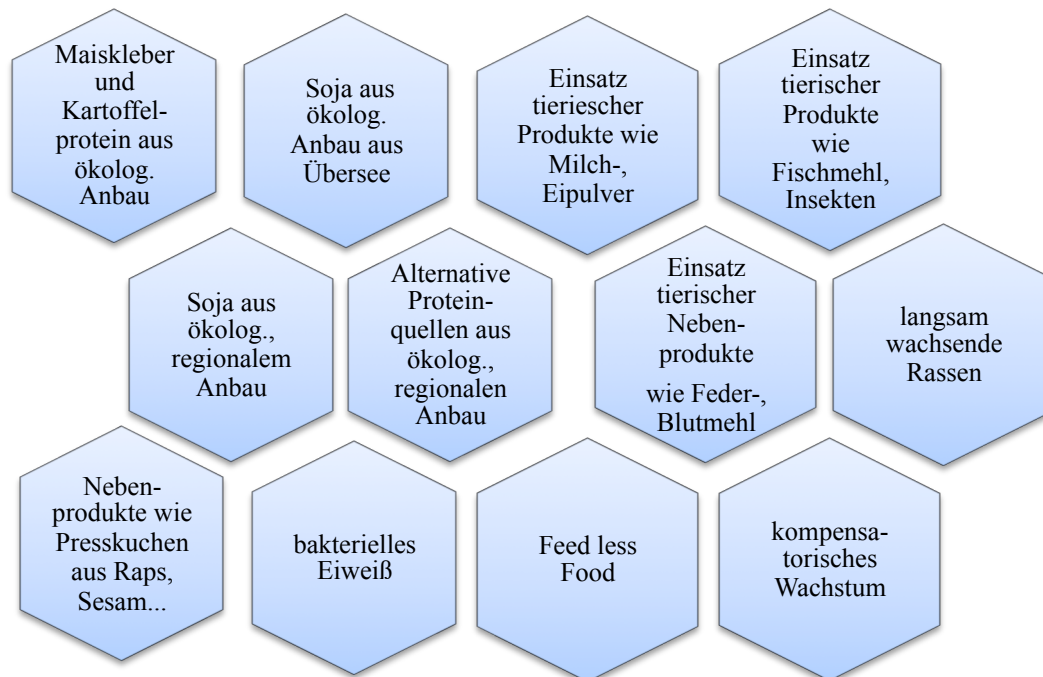 Maiskleber
und
Kartoffel-
protein aus
ökolog.
Anbau
Soja aus
ökolog.
Anbau aus
Übersee
Einsatz
tieriescher
Produkte wie
Milch-,
Eipulver
Einsatz
tierischer
Produkte
wie
Fischmehl,
Insekten
Soja aus
ökolog.,
regionalem
Anbau
Alternative
Protein-
quellen aus
ökolog.,
regionalen
Anbau
Einsatz
tierischer
Neben-
produkte
wie Feder-,
Blutmehl
langsam
wachsende
Rassen
Neben-
produkte wie
Presskuchen
aus Raps,
Sesam...
bakterielles
Eiweiß
Feed less
Food
kompensa-
torisches
Wachstum